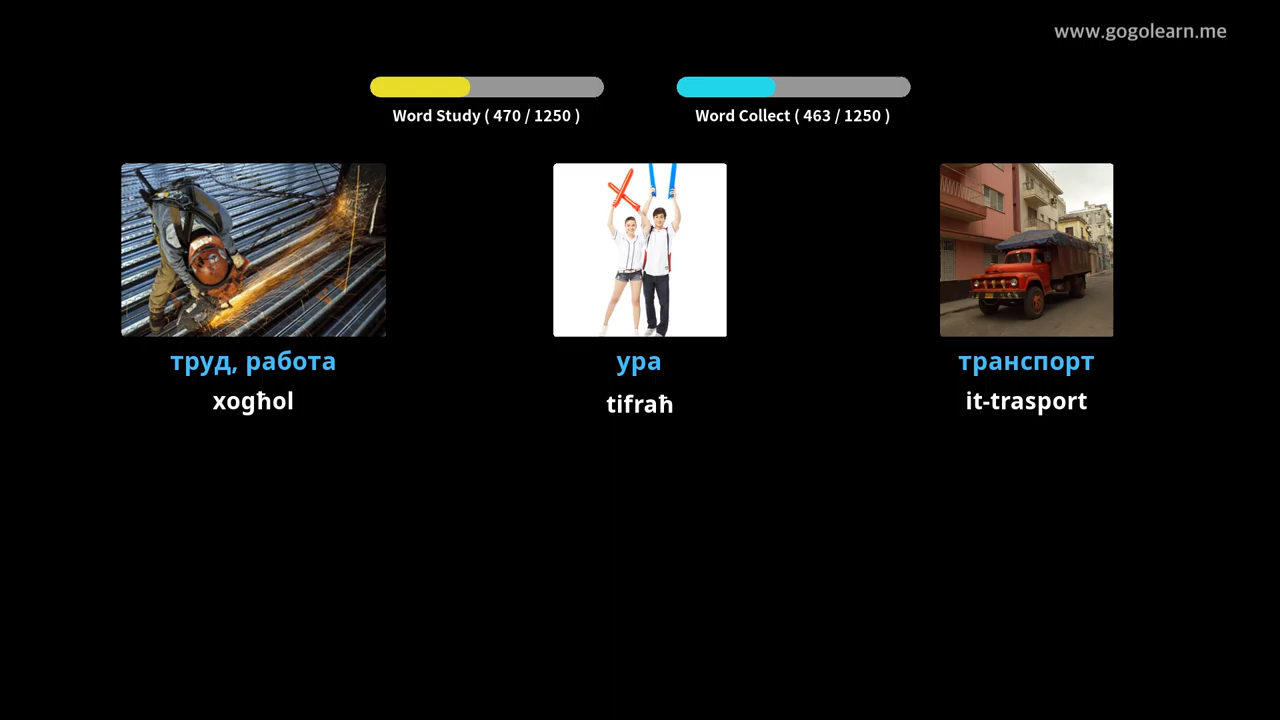 www.gogolearn.me
Word Study ( 470 / 1250 )
Word Collect ( 463 / 1250 )
труд, работа
ура
транспорт
xogħol
tifraħ
it-trasport